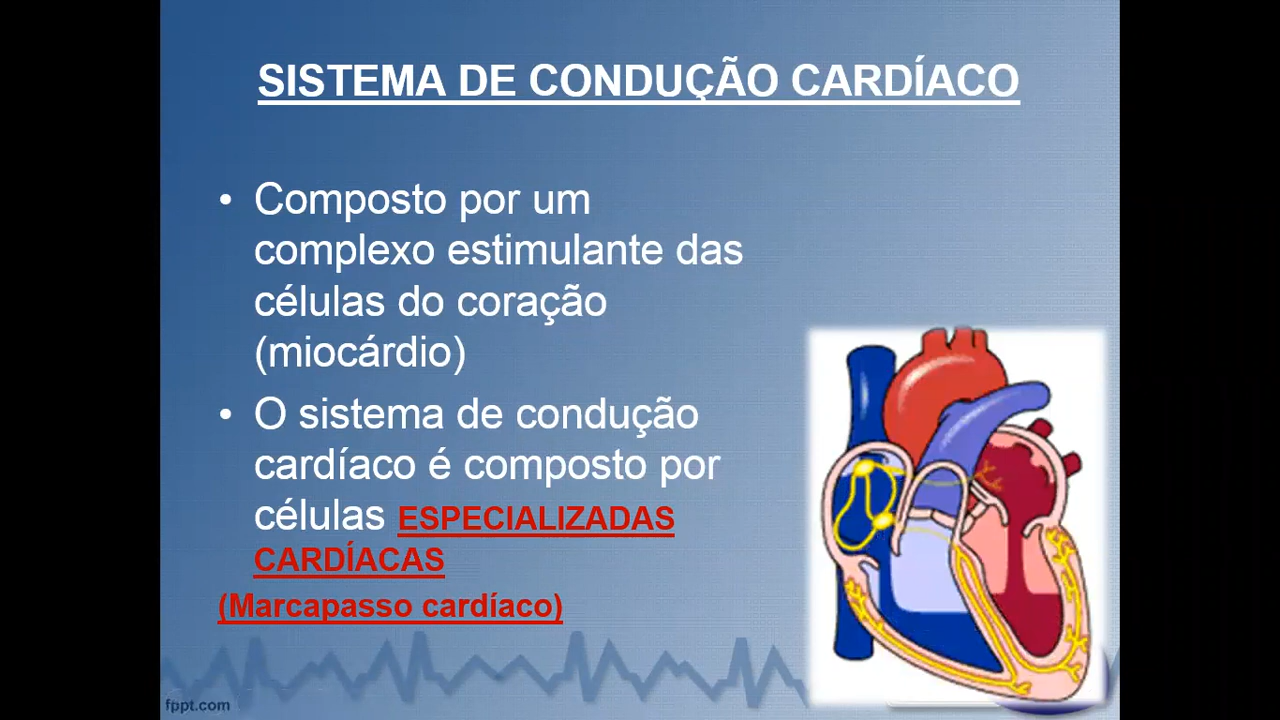 SISTEMA DE CONDUÇÃO CARDÍACO
• Composto por um
complexo estimulante das
células do coração
(miocárdio)
• O sistema de condução
cardíaco é composto por
células ESPECIALIZADAS
CARDÍACAS
(Marcapasso cardíaco)
fppt.com